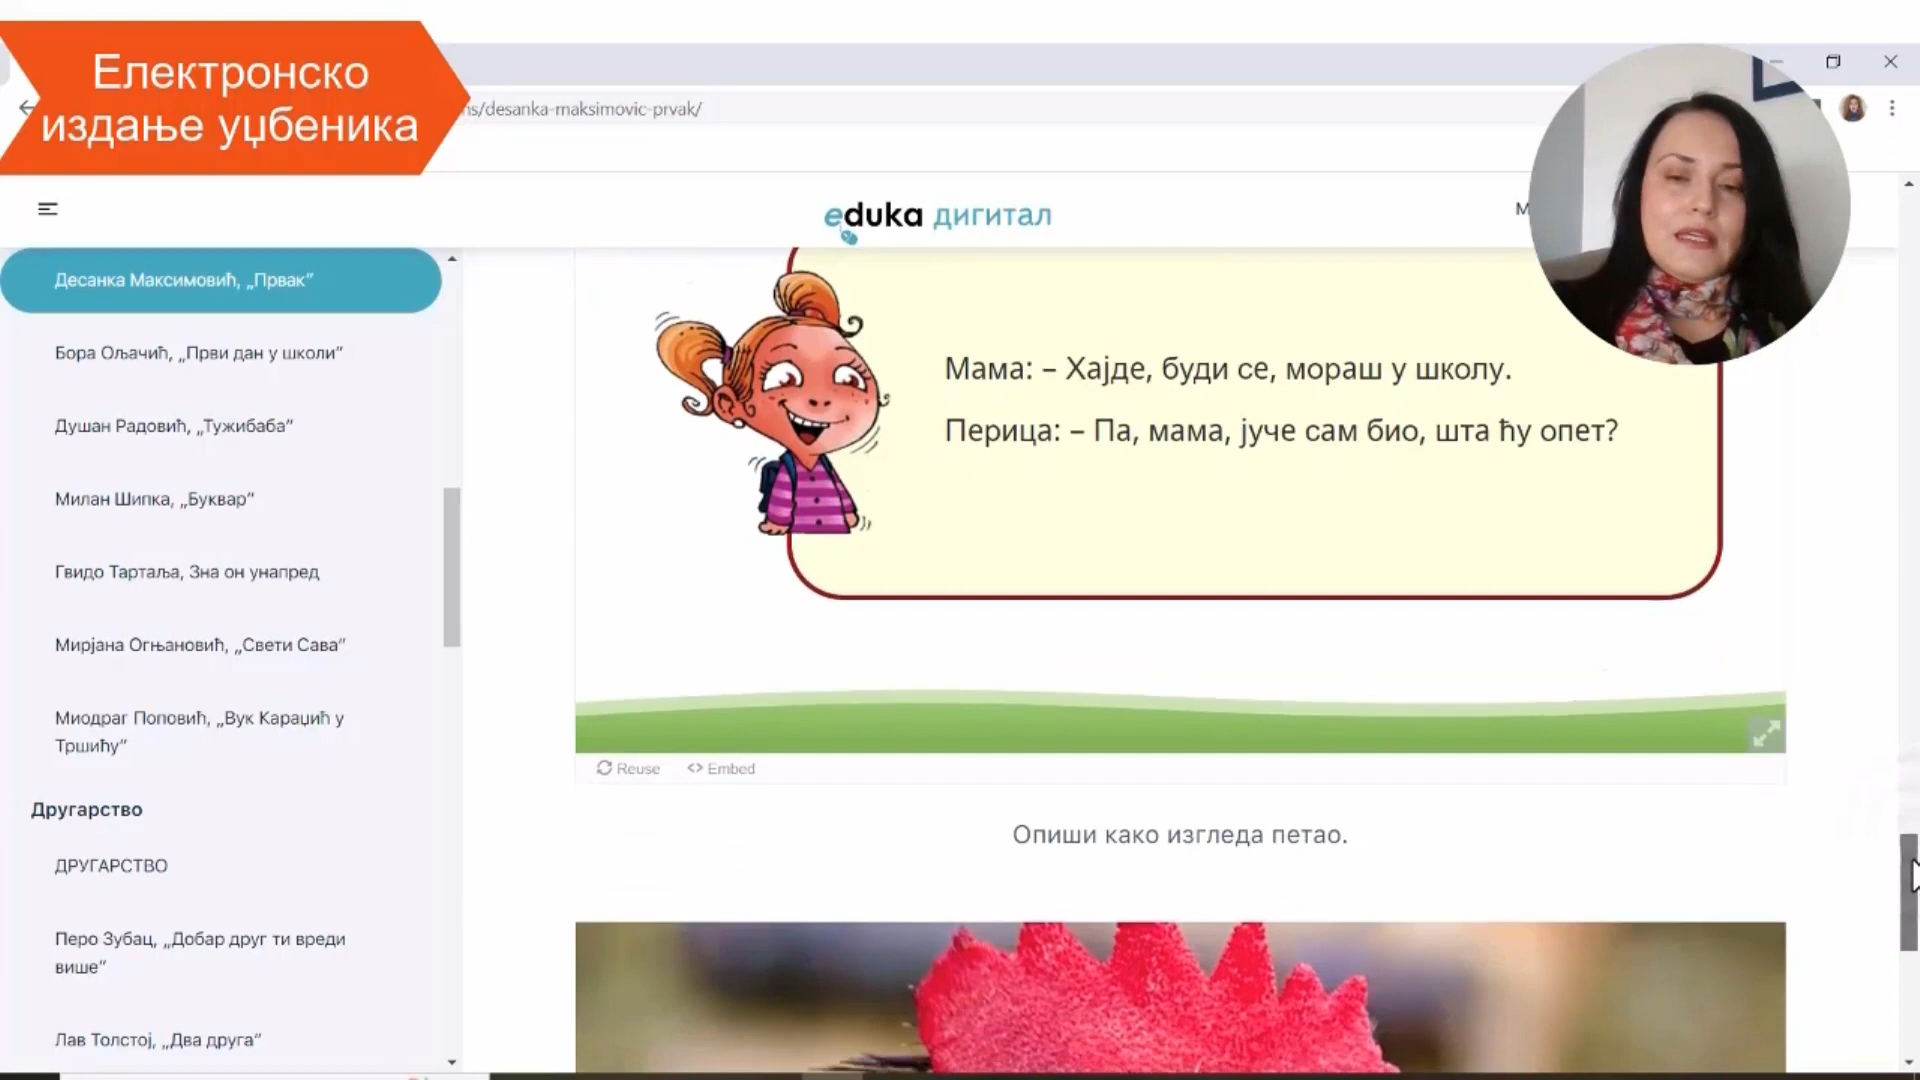 Електронско
издање уџбеника
ns/desanka-maksimovic-prvak/
eduka дигитал
М
Десанка Максимовић, „Првак”
Бора Ољачић, „Први дан у школи”
Душан Радовић, „Тужибаба”
Милан Шипка, „Буквар”
Гвидо Тартаља, Зна он унапред
Мирјана Огњановић, „Свети Сава”
Миодраг Поповић, „Вук Караџић у
Тршићу”
Другарство
ДРУГАРСТВО
Перо Зубац, „Добар друг ти вреди
више”
Лав Толстој, „Два друга”
Мама: – Хајде, буди се, мораш у школу.
Перица: – Па, мама, јуче сам био, шта ћу опет?
Reuse
Embed
Опиши како изгледа петао.